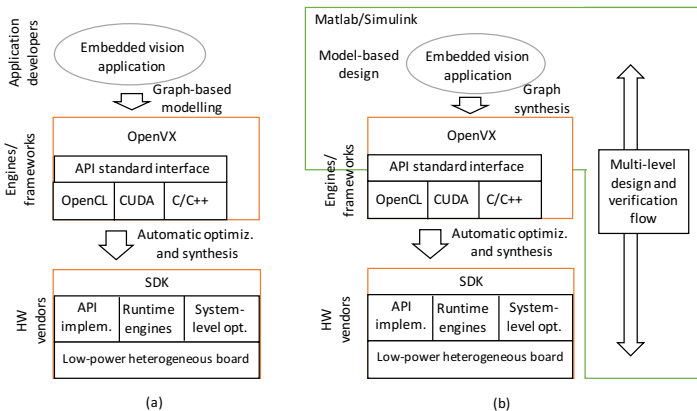 Application
developers
Embedded vision
application
Graph-based
modelling
Engines/
frameworks
OpenVX
API standard interface
OpenCL
CUDA
C/C++
Automatic optimiz.
and synthesis
HW
vendors
SDK
API
implem.
Runtime
engines
System-
level opt.
Low-power heterogeneous board
(a)
Matlab/Simulink
Model-based
design
Embedded vision
application
Graph
synthesis
Engines/
frameworks
OpenVX
API standard interface
OpenCL
CUDA
C/C++
Automatic optimiz.
and synthesis
HW
vendors
SDK
API
implem.
Runtime
engines
System-
level opt.
Low-power heterogeneous board
Multi-level
design and
verification
flow
(b)